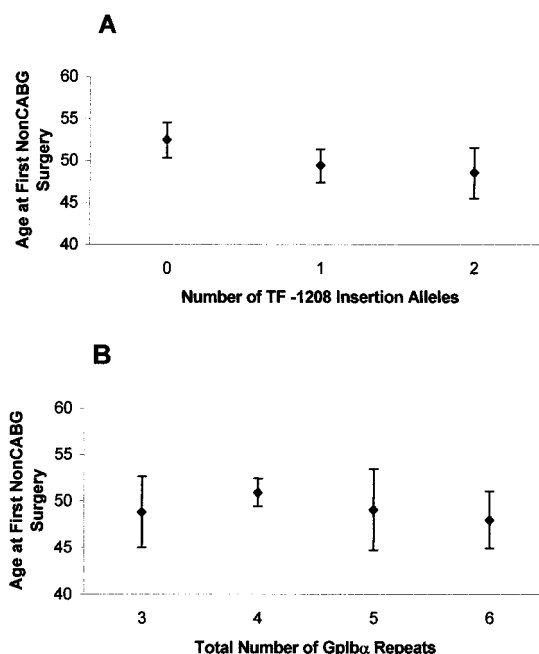 A
Age at First NonCABG
Surgery
60
55
50
45
40
0 1 2
Number of TF -1208 Insertion Alleles
B
Age at First NonCABG
Surgery
60
55
50
45
40
3 4 5 6
Total Number of GpIbα Repeats